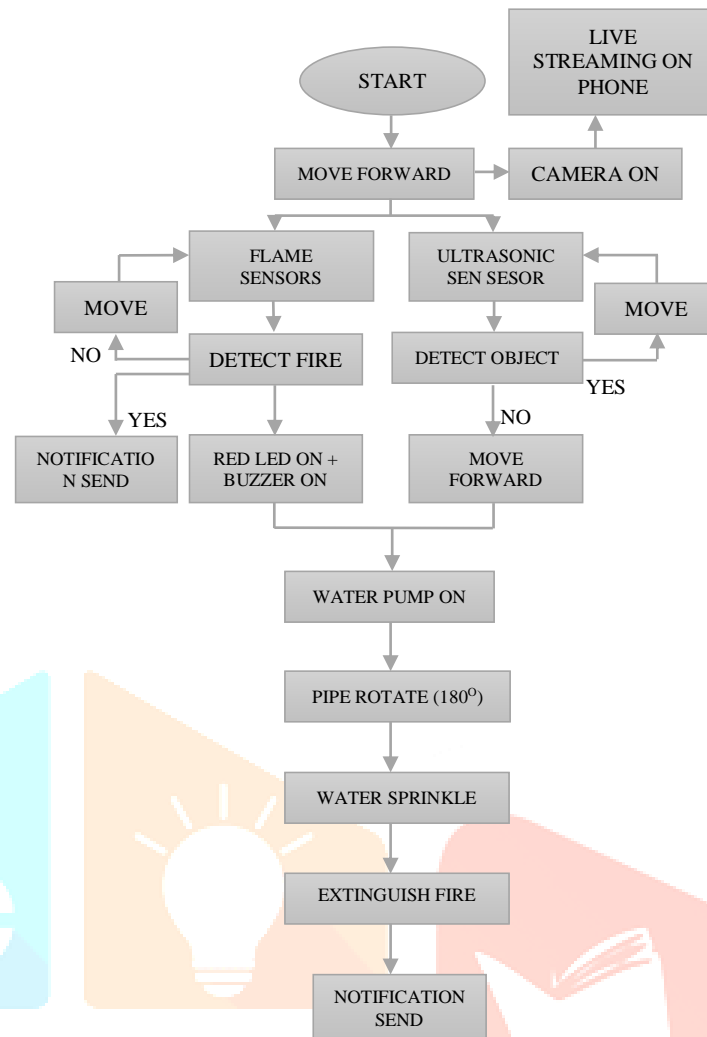 LIVE
STREAMING ON
PHONE
START
MOVE FORWARD
CAMERA ON
FLAME
SENSORS
ULTRASONIC
SEN SESOR
MOVE
MOVE
NO
DETECT FIRE
DETECT OBJECT
YES
YES
NO
NOTIFICATIO
N SEND
RED LED ON +
BUZZER ON
MOVE
FORWARD
WATER PUMP ON
PIPE ROTATE (180⁰)
WATER SPRINKLE
EXTINGUISH FIRE
NOTIFICATION
SEND